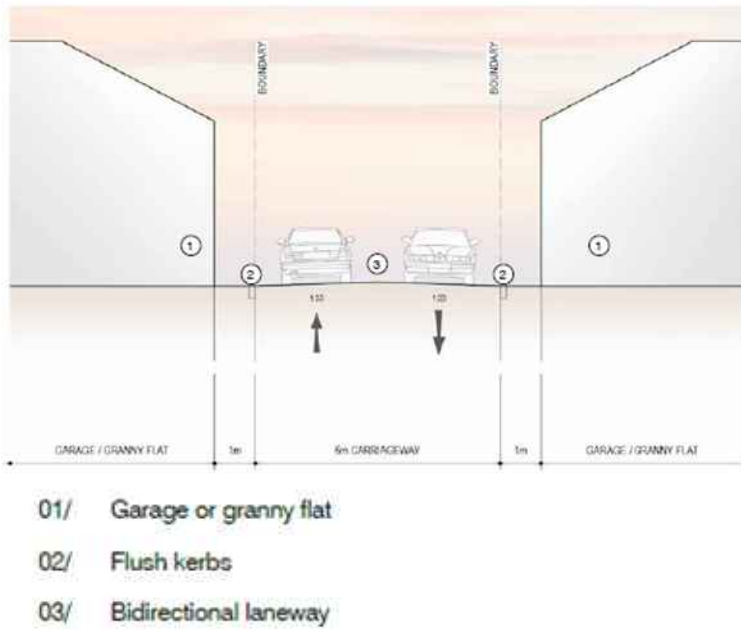 BOUNDARY
BOUNDARY
1
1
2
3
2
GARAGE / GRANNY FLAT
1m
6m CARRIAGEWAY
1m
GARAGE / GRANNY FLAT
01/ Garage or granny flat
02/ Flush kerbs
03/ Bidirectional laneway